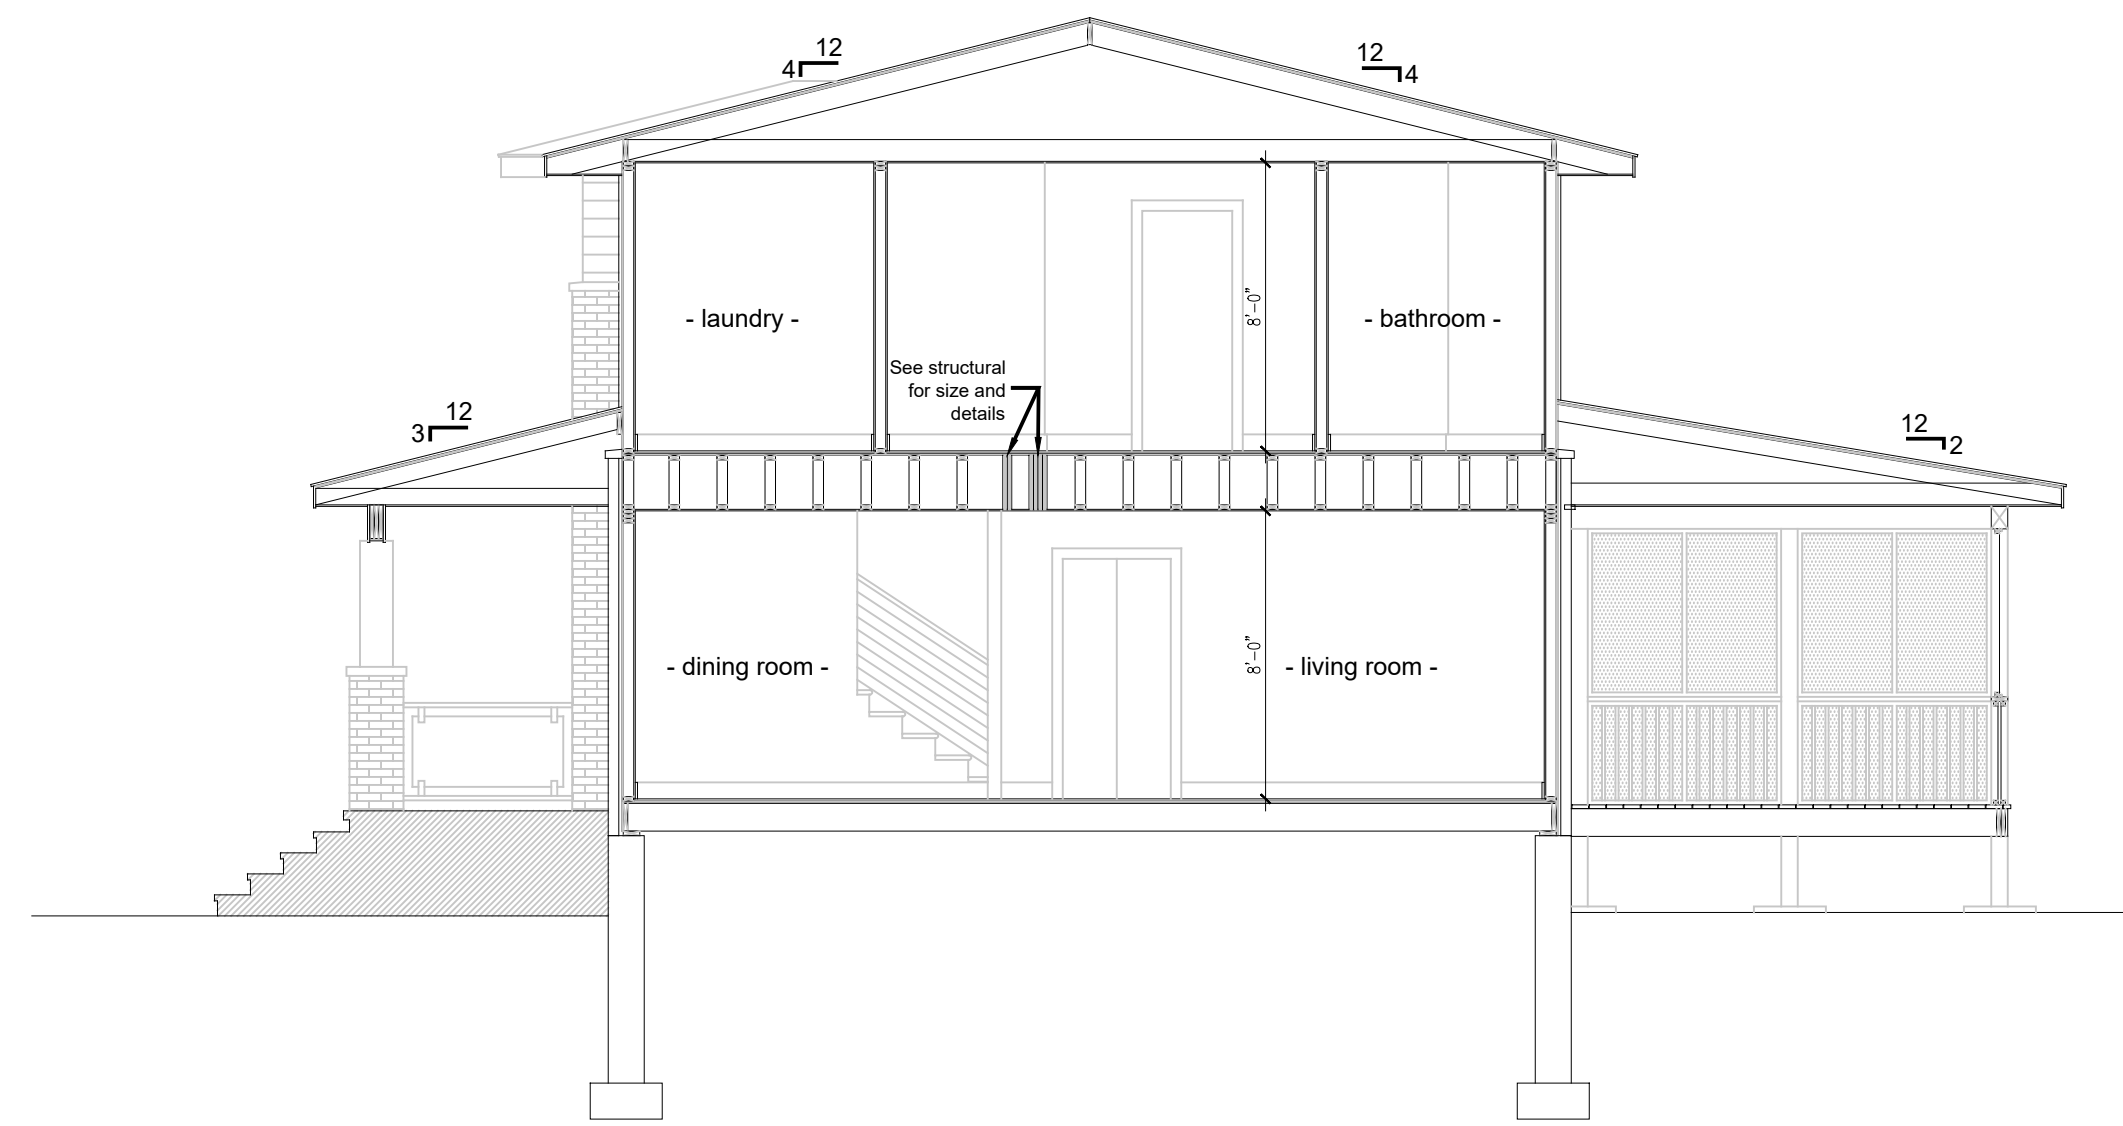 12
4
12
4
- laundry -
8'-0"
- bathroom -
See structural
for size and
details
12
3
12
2
- dining room -
8'-0"
- living room -